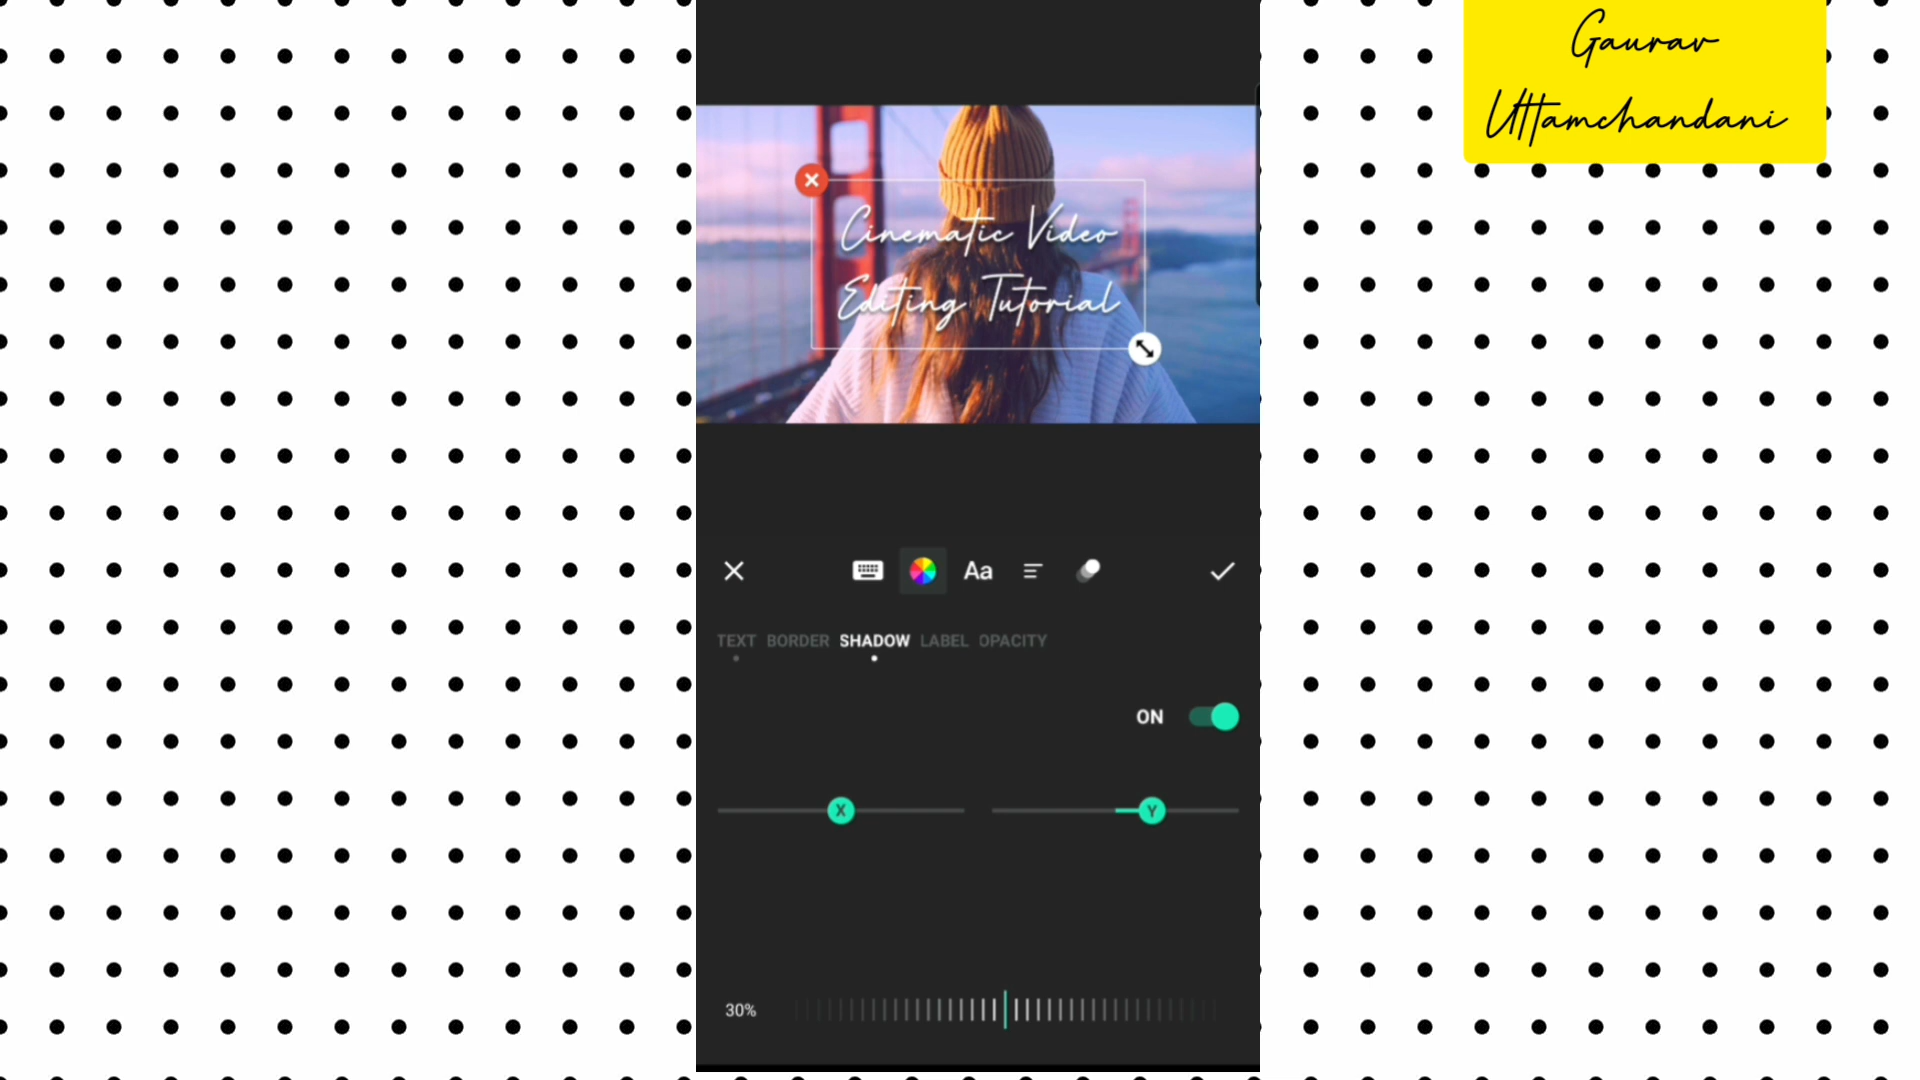 Gaurav
Uttamchandani
Cinematic Video
Editing Tutorial
Aa
TEXT BORDER SHADOW LABEL OPACITY
ON
X Y
30%